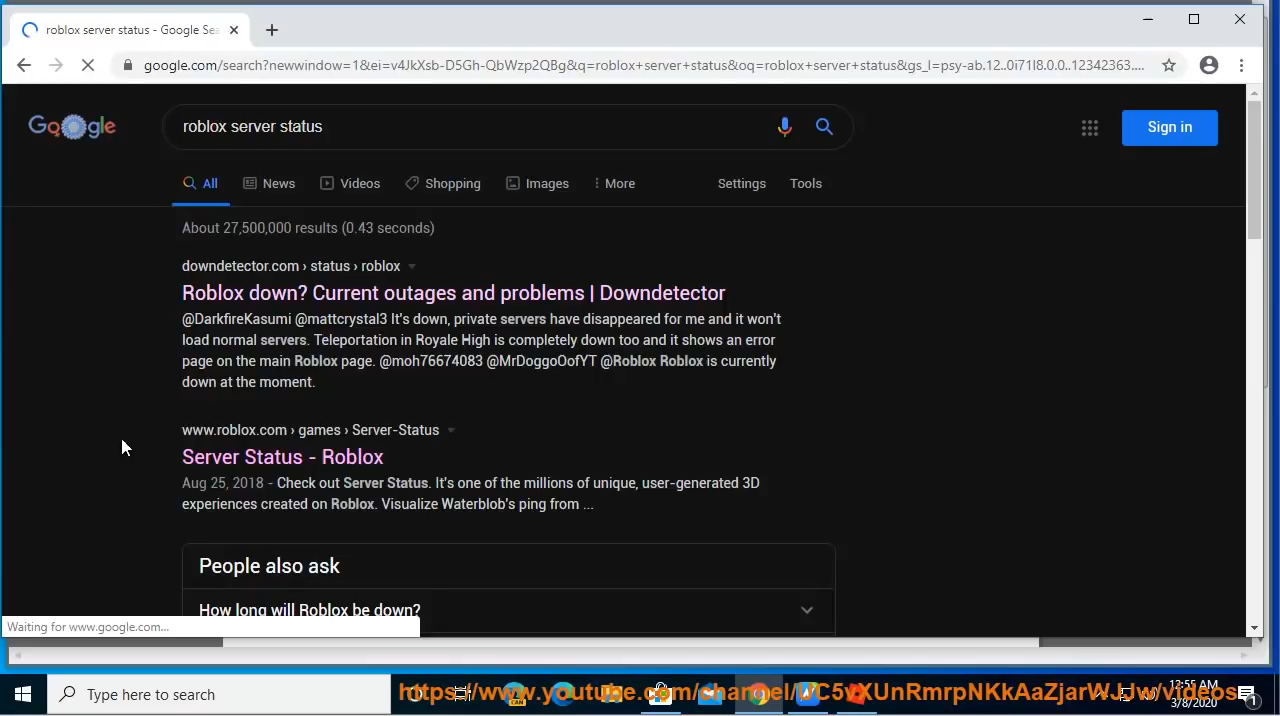 roblox server status - Google Sea
google.com/search?newwindow=1&ei=v4JkXsb-D5Gh-QbWzp2QBg&q=roblox+server+status&oq=roblox+server+status&gs_l=psy-ab.12..0i71l8.0.0..12342363....
Google
roblox server status
Sign in
All News Videos Shopping Images More Settings Tools
About 27,500,000 results (0.43 seconds)
downdetector.com › status › roblox
Roblox down? Current outages and problems | Downdetector
@DarkfireKasumi @mattcrystal3 It's down, private servers have disappeared for me and it won't
load normal servers. Teleportation in Royale High is completely down too and it shows an error
page on the main Roblox page. @moh76674083 @MrDoggoOofYT @Roblox Roblox is currently
down at the moment.
www.roblox.com › games › Server-Status
Server Status - Roblox
Aug 25, 2018 - Check out Server Status. It's one of the millions of unique, user-generated 3D
experiences created on Roblox. Visualize Waterblob's ping from ...
People also ask
How long will Roblox be down?
Waiting for www.google.com...
Type here to search
12:55 AM
3/8/2020
1